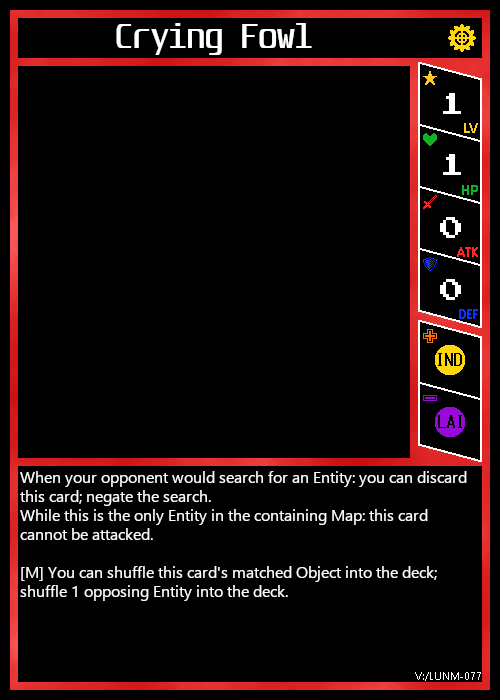 Crying Fowl
1
LV
1
HP
0
ATK
0
DEF
IND
LAI
When your opponent would search for an Entity: you can discard
this card; negate the search.
While this is the only Entity in the containing Map: this card
cannot be attacked.
[M] You can shuffle this card's matched Object into the deck;
shuffle 1 opposing Entity into the deck.
V:/LUNM-077